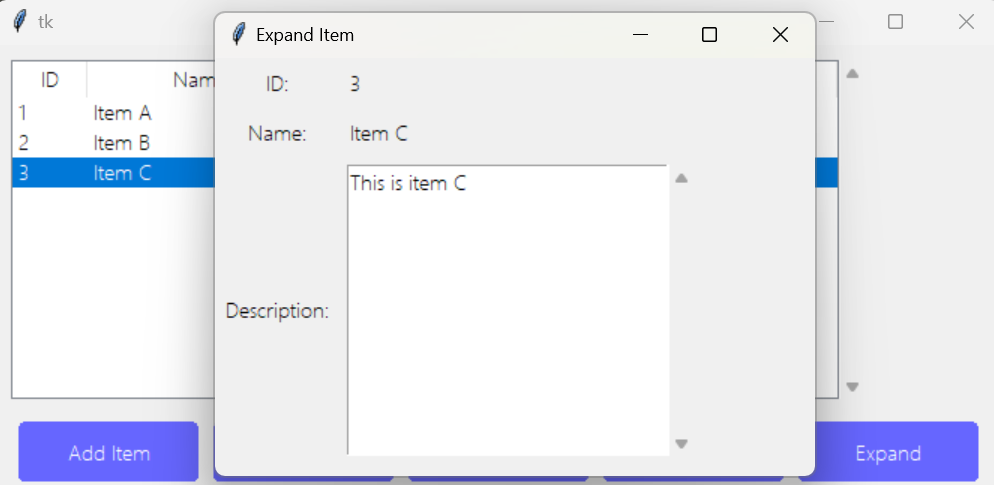 tk
Expand Item
ID
Nam
1
Item A
2
Item B
3
Item C
ID:
3
Name:
Item C
Description:
This is item C
Add Item
Expand